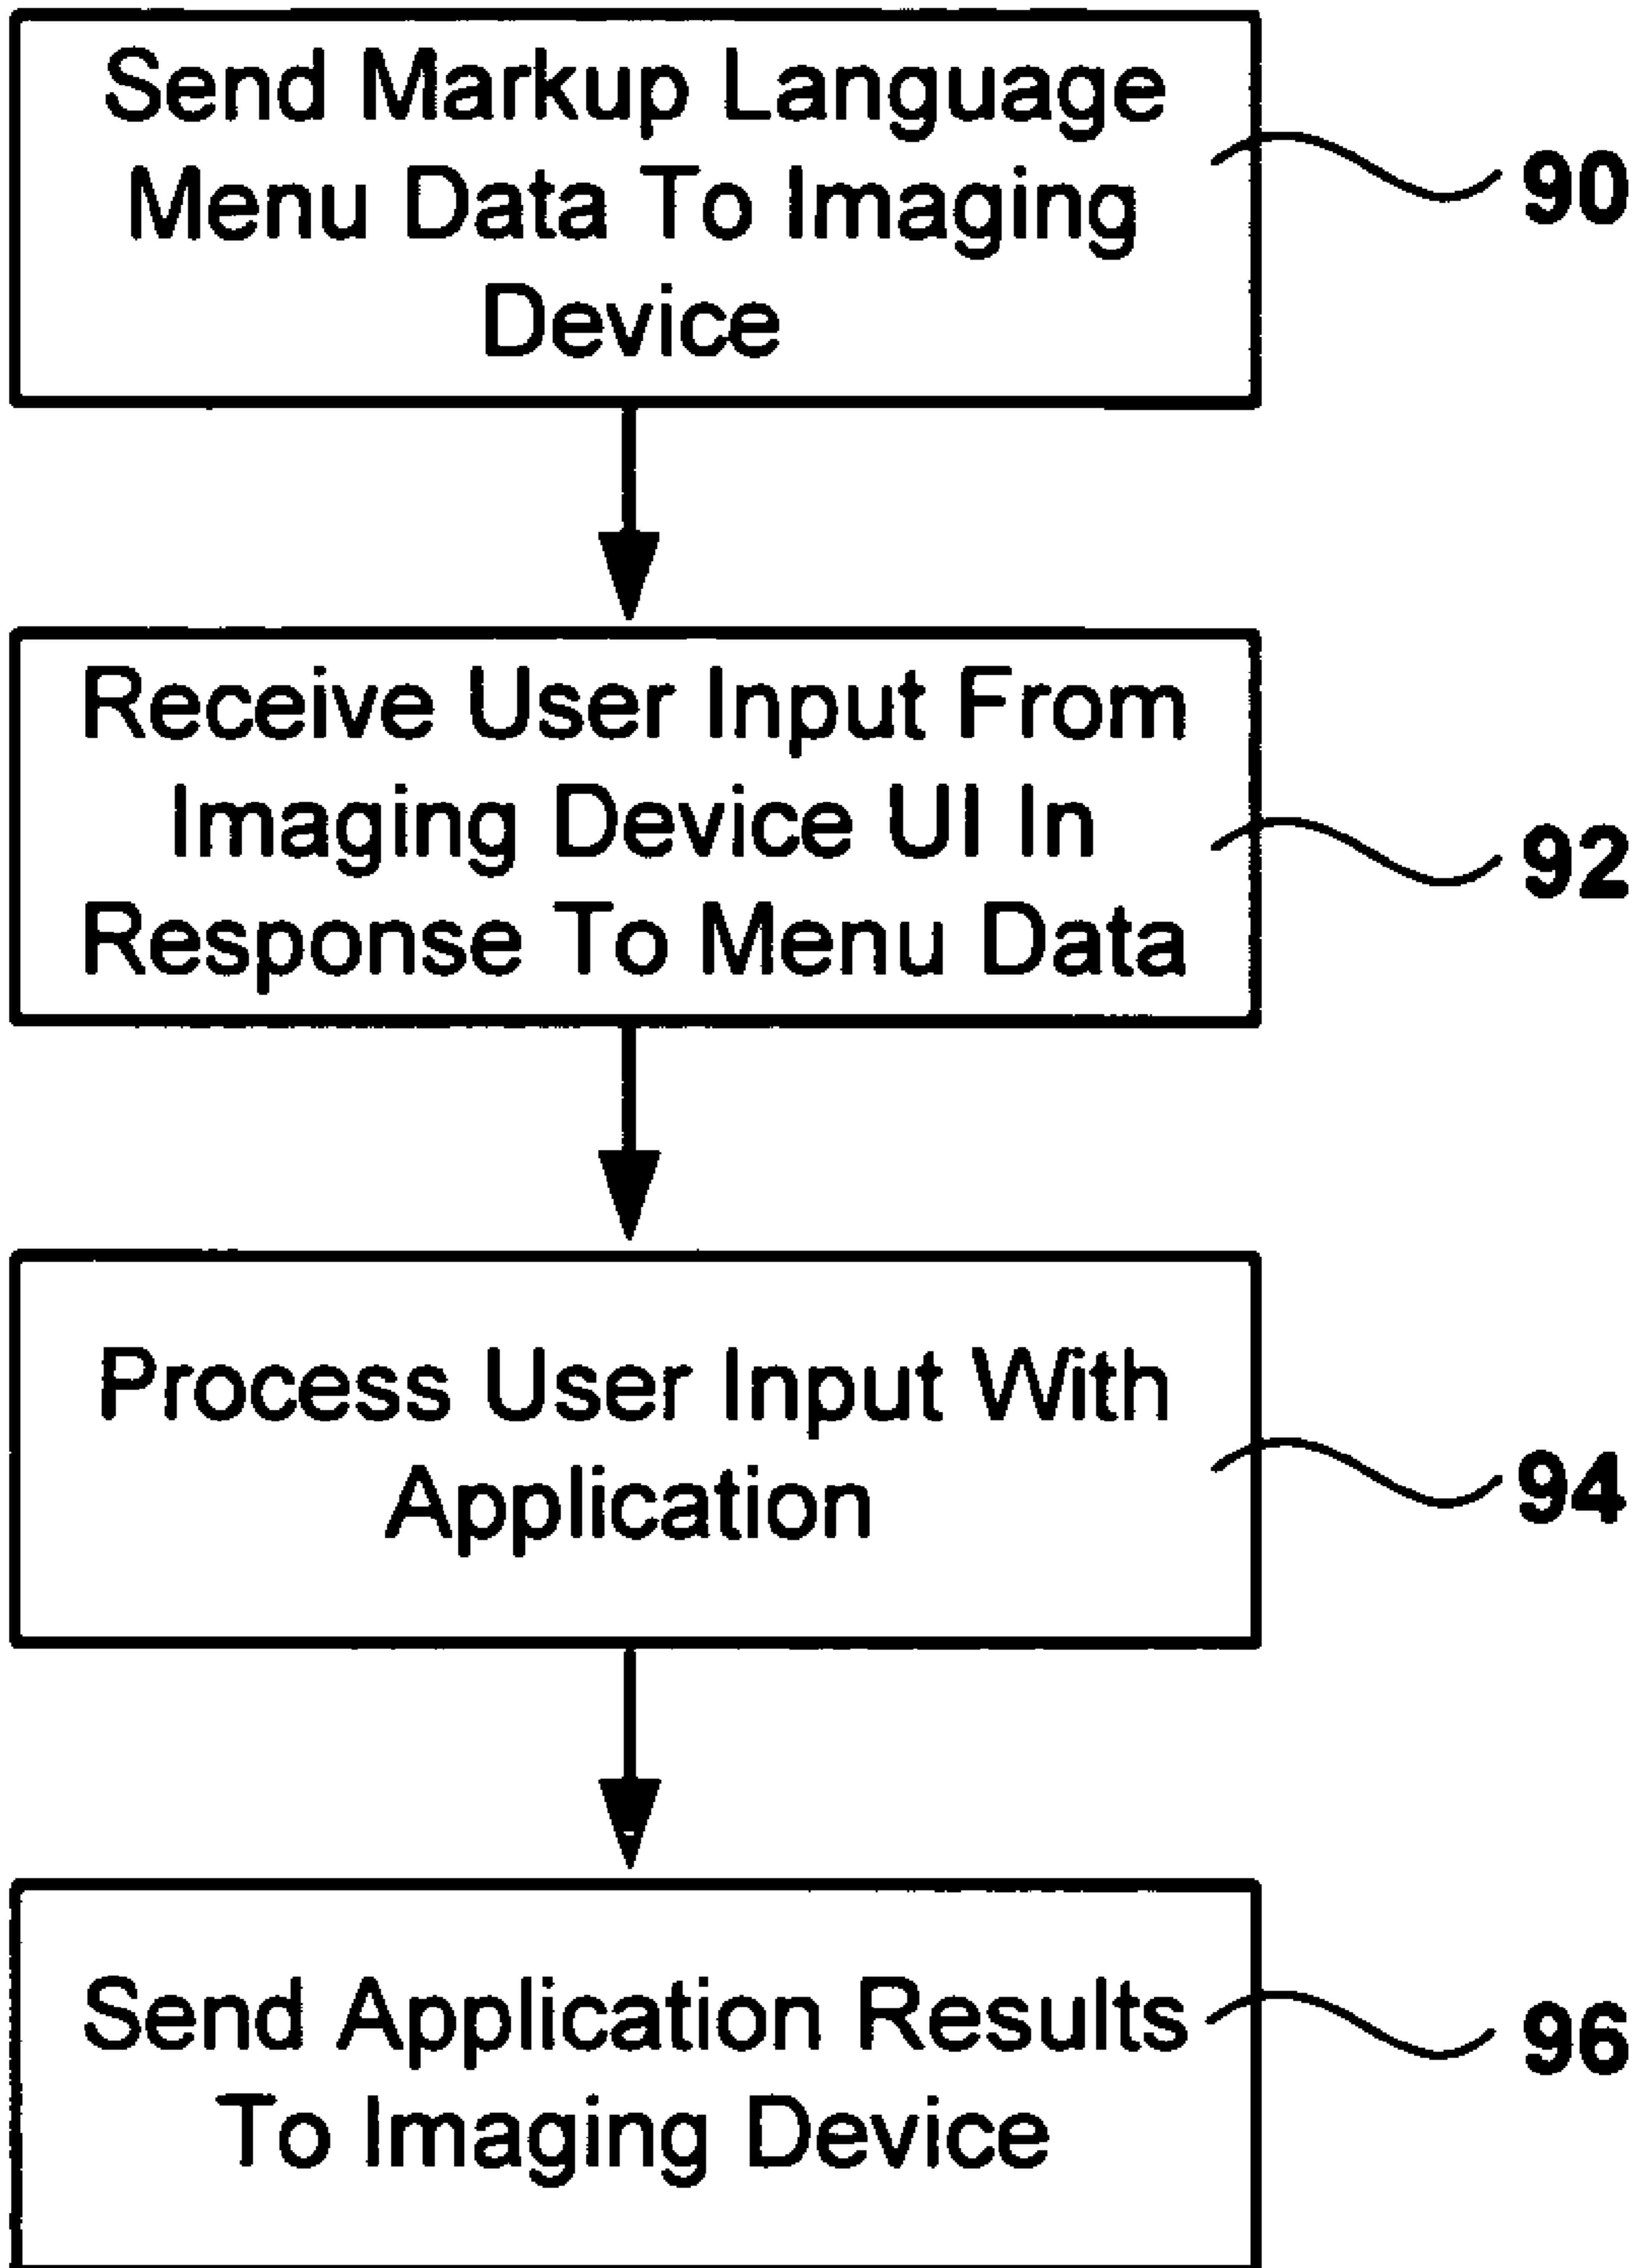 Send Markup Language
Menu Data To Imaging
Device
90
Receive User Input From
Imaging Device UI In
Response To Menu Data
92
Process User Input With
Application
94
Send Application Results
To Imaging Device
96